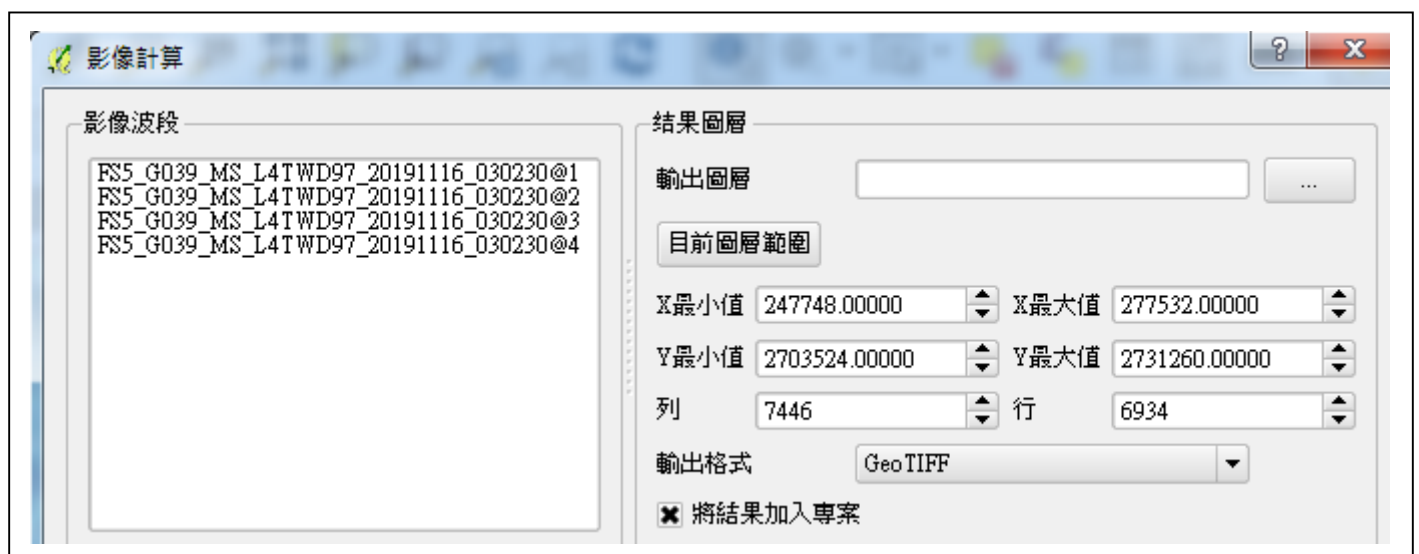 影像計算
影像波段
FS5_G039_MS_L4TWD97_20191116_030230@1
FS5_G039_MS_L4TWD97_20191116_030230@2
FS5_G039_MS_L4TWD97_20191116_030230@3
FS5_G039_MS_L4TWD97_20191116_030230@4
结果圖層
輸出圖層 ...
目前圖層範圍
X最小值 247748.00000 X最大值 277532.00000
Y最小值 2703524.00000 Y最大值 2731260.00000
列 7446 行 6934
輸出格式 GeoTIFF
將結果加入專案